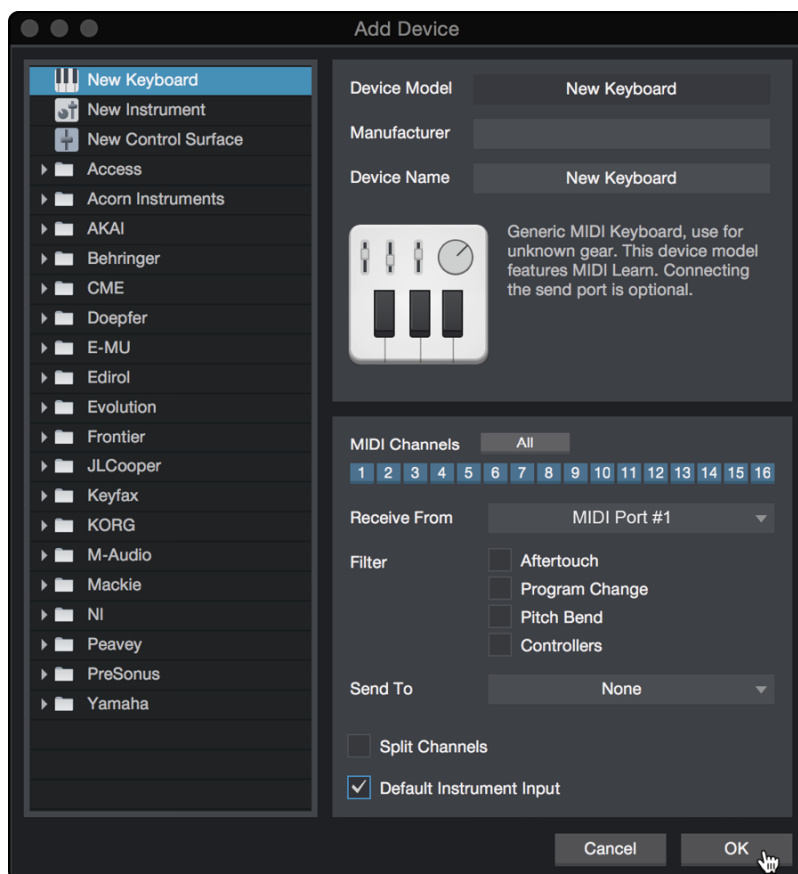 Add Device
New Keyboard
New Instrument
New Control Surface
Access
Acorn Instruments
AKAI
Behringer
CME
Doepfer
E-MU
Edirol
Evolution
Frontier
JLCooper
Keyfax
KORG
M-Audio
Mackie
NI
Peavey
PreSonus
Yamaha
Device Model New Keyboard
Manufacturer
Device Name New Keyboard
Generic MIDI Keyboard, use for
unknown gear. This device model
features MIDI Learn. Connecting
the send port is optional.
MIDI Channels All
1 2 3 4 5 6 7 8 9 10 11 12 13 14 15 16
Receive From MIDI Port #1
Filter Aftertouch
Program Change
Pitch Bend
Controllers
Send To None
Split Channels
Default Instrument Input
Cancel OK